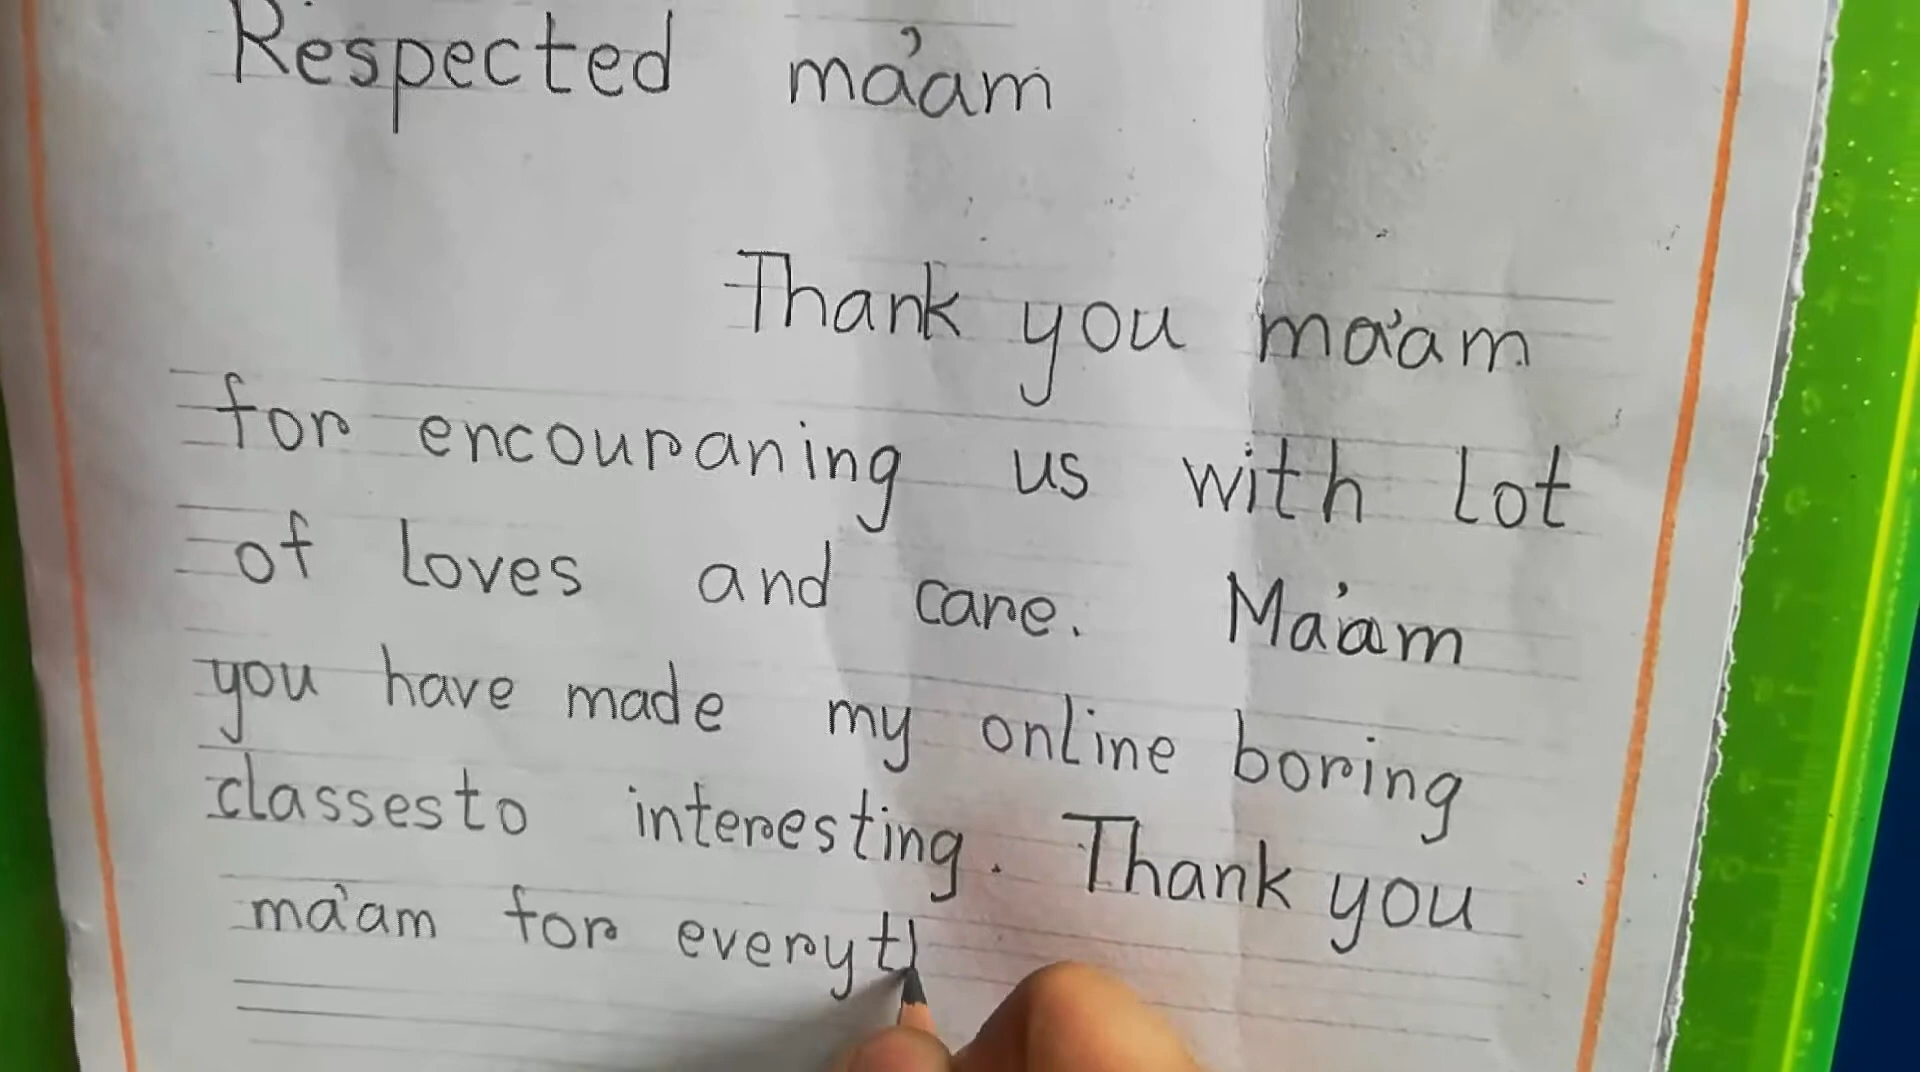 Respected ma'am
Thank you ma'am
for encouraning us with lot
of loves and care. Ma'am
you have made my online boring
classesto interesting. Thank you
ma'am for everyt